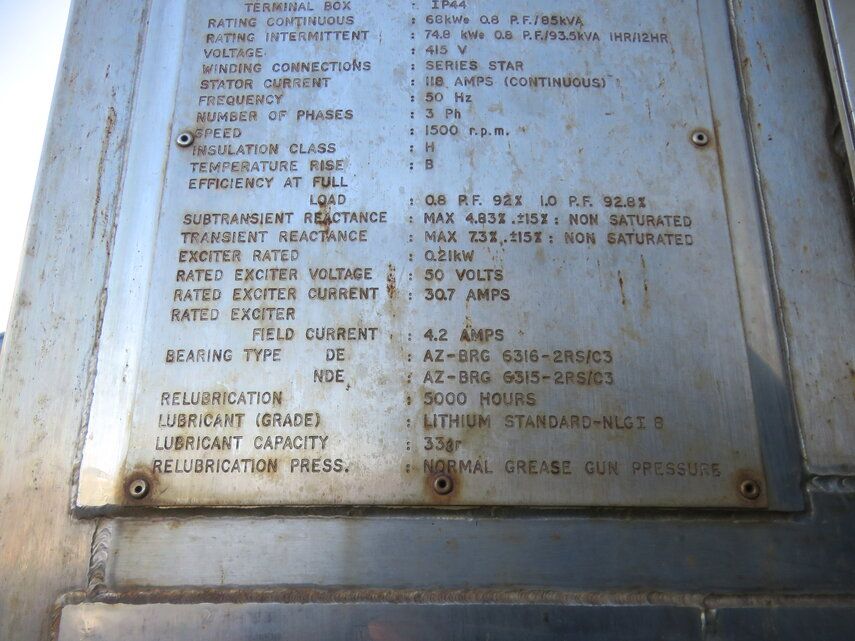 TERMINAL BOX : IP44
RATING CONTINUOUS : 68kWe 0.8 P.F./85kVA
RATING INTERMITTENT : 74.8 kWe 0.8 P.F./93.5kVA 1HR/12HR
VOLTAGE : 415 V
WINDING CONNECTIONS : SERIES STAR
STATOR CURRENT : 118 AMPS (CONTINUOUS)
FREQUENCY : 50 Hz
NUMBER OF PHASES : 3 Ph
SPEED : 1500 r.p.m.
INSULATION CLASS : H
TEMPERATURE RISE : B
EFFICIENCY AT FULL
LOAD : 0.8 P.F. 92% 1.0 P.F. 92.8%
SUBTRANSIENT REACTANCE : MAX 4.83% .±15% : NON SATURATED
TRANSIENT REACTANCE : MAX 7.3% .±15% : NON SATURATED
EXCITER RATED : 0.21kW
RATED EXCITER VOLTAGE : 50 VOLTS
RATED EXCITER CURRENT : 30.7 AMPS
RATED EXCITER
FIELD CURRENT : 4.2 AMPS
BEARING TYPE DE : AZ-BRG 6316-2RS/C3
NDE : AZ-BRG 6315-2RS/C3
RELUBRICATION : 5000 HOURS
LUBRICANT (GRADE) : LITHIUM STANDARD-NLGI
LUBRICANT CAPACITY : 33gr
RELUBRICATION PRESS. : NORMAL GREASE GUN PRESSURE